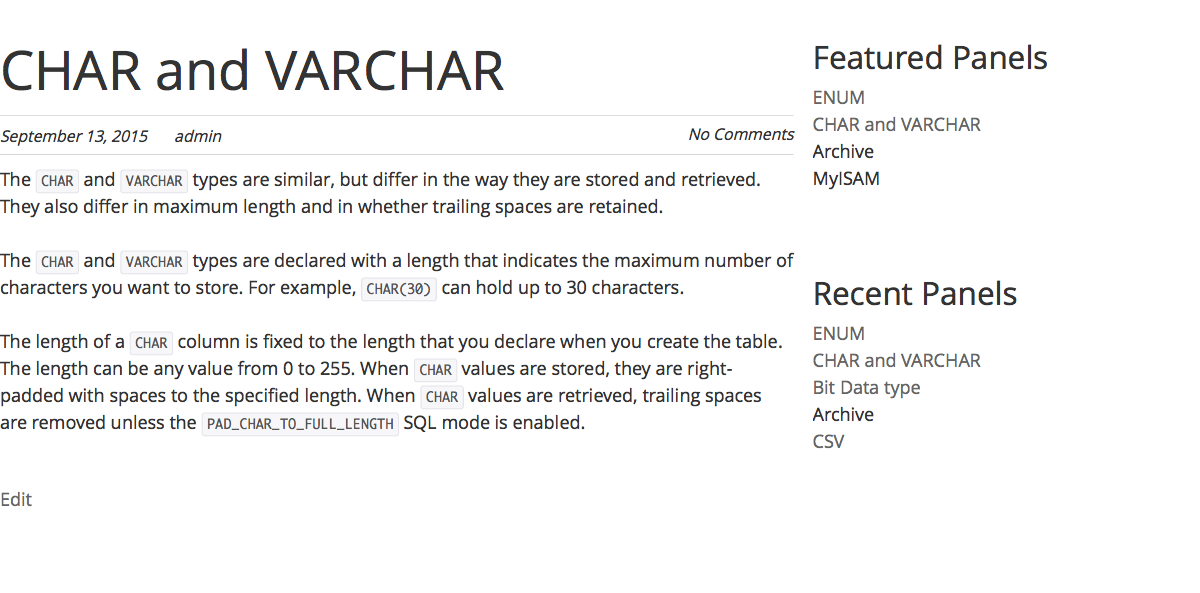 CHAR and VARCHAR
September 13, 2015 admin No Comments
The CHAR and VARCHAR types are similar, but differ in the way they are stored and retrieved.
They also differ in maximum length and in whether trailing spaces are retained.
The CHAR and VARCHAR types are declared with a length that indicates the maximum number of
characters you want to store. For example, CHAR(30) can hold up to 30 characters.
The length of a CHAR column is fixed to the length that you declare when you create the table.
The length can be any value from 0 to 255. When CHAR values are stored, they are right-
padded with spaces to the specified length. When CHAR values are retrieved, trailing spaces
are removed unless the PAD_CHAR_TO_FULL_LENGTH SQL mode is enabled.
Edit
Featured Panels
ENUM
CHAR and VARCHAR
Archive
MyISAM
Recent Panels
ENUM
CHAR and VARCHAR
Bit Data type
Archive
CSV